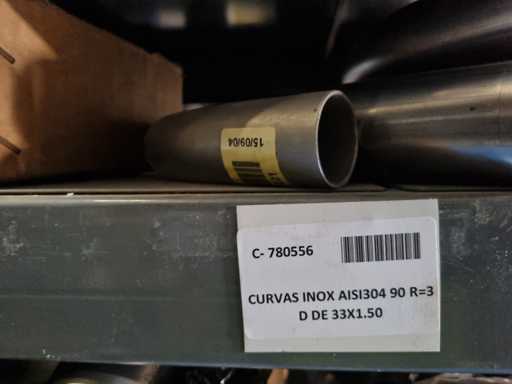 15/09/04
C- 780556
CURVAS INOX AISI304 90 R=3
D DE 33X1.50